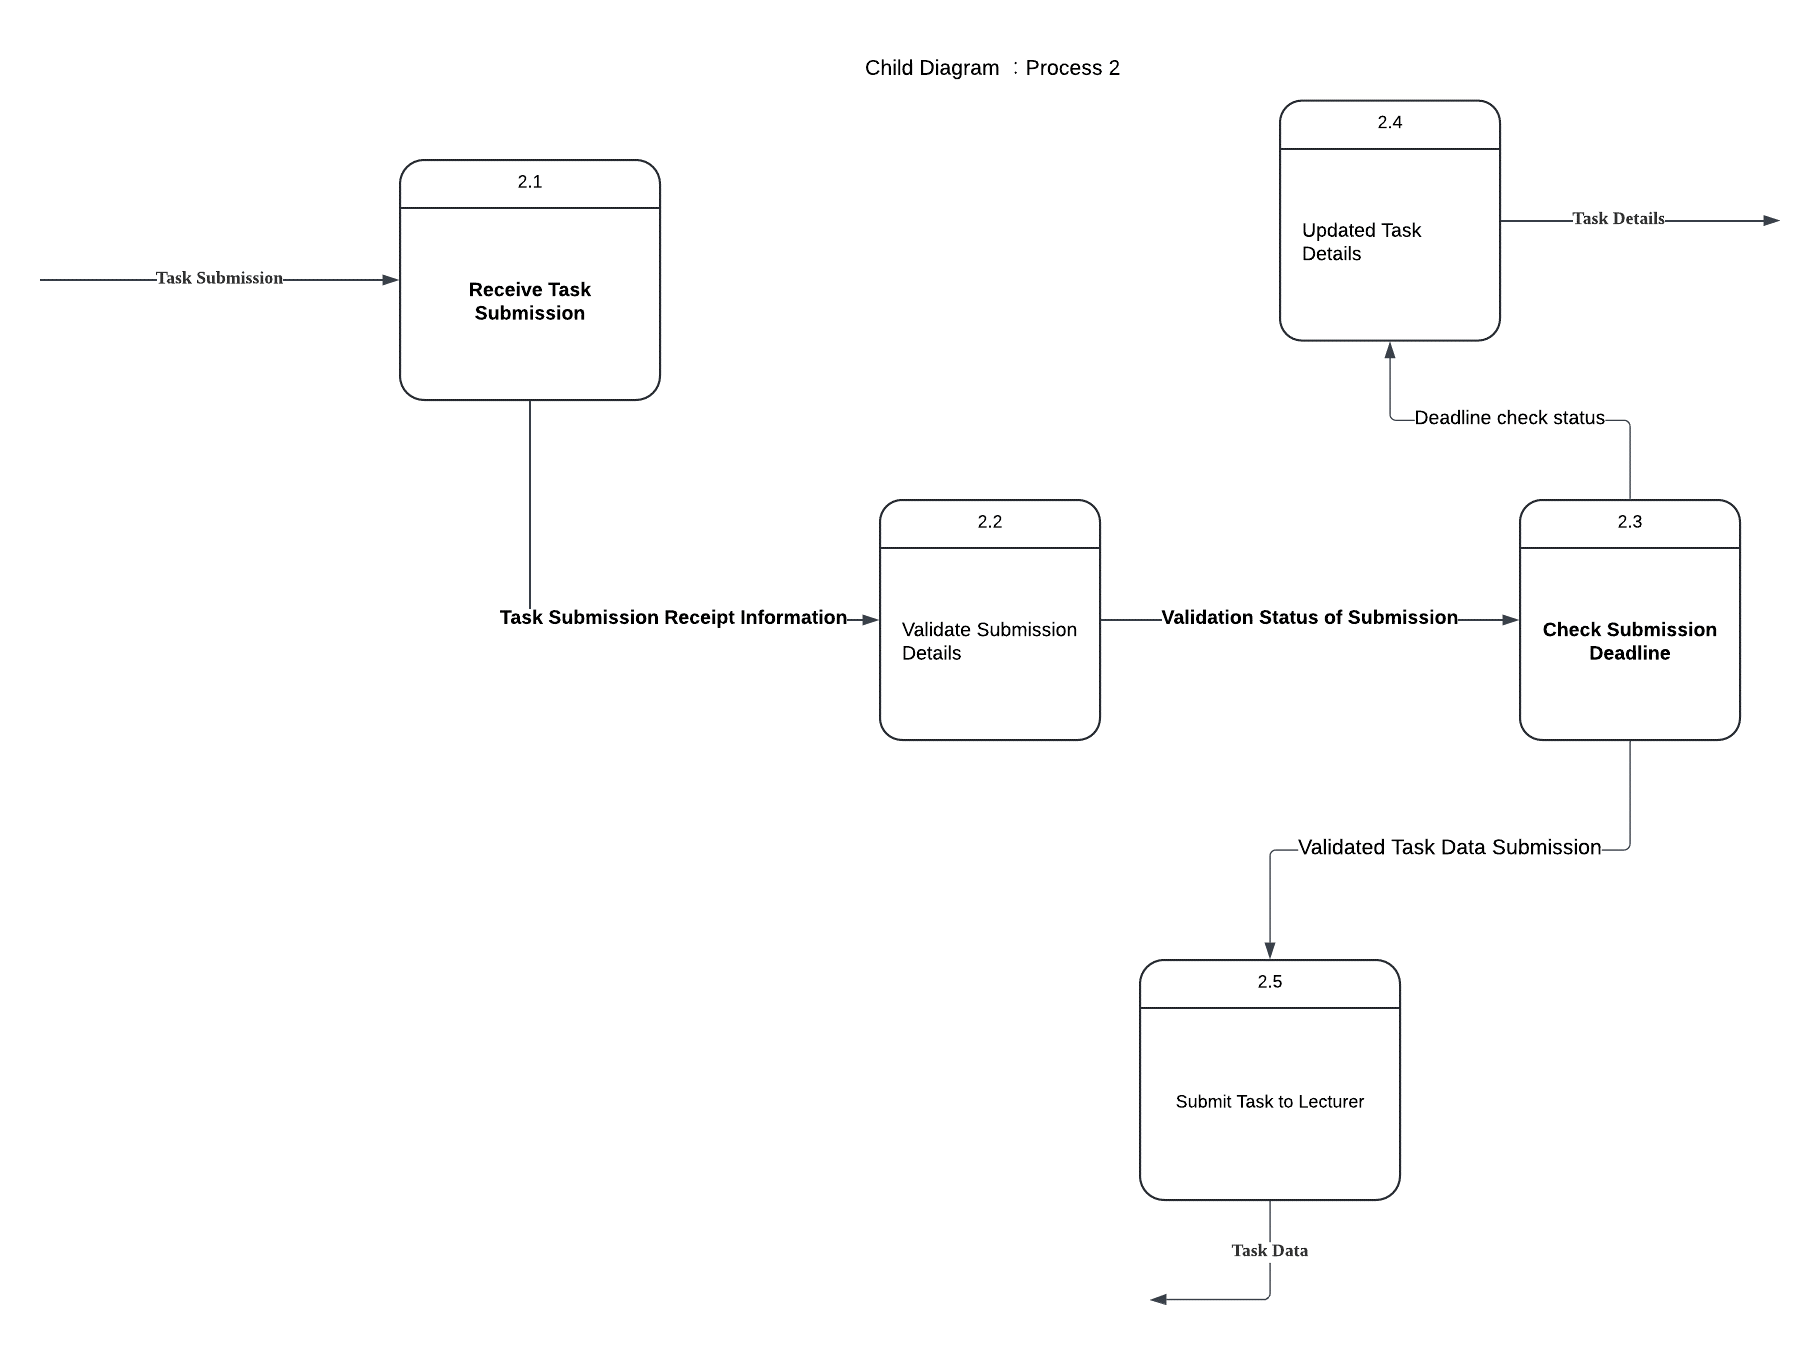 Child Diagram : Process 2
2.4
Updated Task
Details
Task Details
2.1
Receive Task
Submission
Task Submission
Deadline check status
2.2
Validate Submission
Details
Task Submission Receipt Information
Validation Status of Submission
2.3
Check Submission
Deadline
Validated Task Data Submission
2.5
Submit Task to Lecturer
Task Data